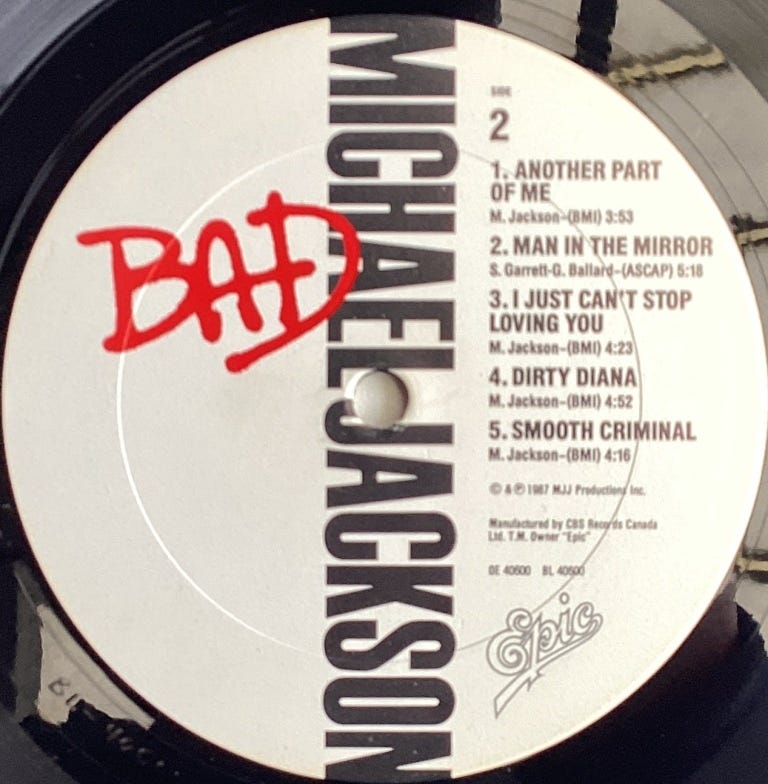 BAD
MICHAEL JACKSON
SIDE
2
1. ANOTHER PART
OF ME
M. Jackson–(BMI) 3:53
2. MAN IN THE MIRROR
S. Garrett-G. Ballard–(ASCAP) 5:18
3. I JUST CAN'T STOP
LOVING YOU
M. Jackson–(BMI) 4:23
4. DIRTY DIANA
M. Jackson–(BMI) 4:52
5. SMOOTH CRIMINAL
M. Jackson–(BMI) 4:16
© & ℗ 1987 MJJ Productions Inc.
Manufactured by CBS Records Canada
Ltd. T.M. Owner "Epic"
OE 40600 BL 40600
Epic